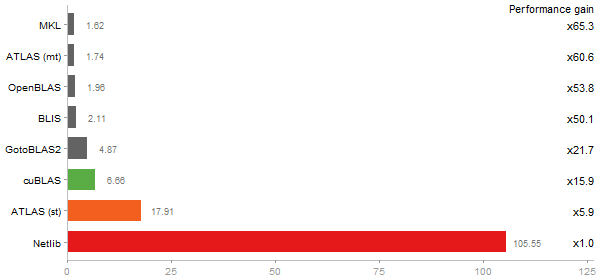 Performance gain
MKL 1.62 x65.3
ATLAS (mt) 1.74 x60.6
OpenBLAS 1.96 x53.8
BLIS 2.11 x50.1
GotoBLAS2 4.87 x21.7
cuBLAS 6.66 x15.9
ATLAS (st) 17.91 x5.9
Netlib 105.55 x1.0
0 25 50 75 100 125